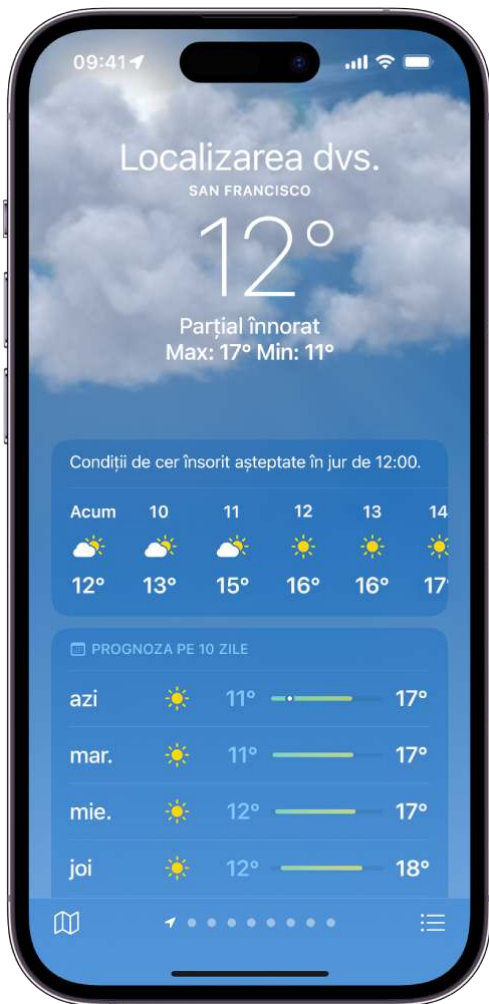 09:41
Localizarea dvs.
SAN FRANCISCO
12°
Parțial înnorat
Max: 17° Min: 11°
Condiții de cer însorit așteptate în jur de 12:00.
Acum 10 11 12 13 14
12° 13° 15° 16° 16° 17°
PROGNOZA PE 10 ZILE
azi 11° 17°
mar. 11° 17°
mie. 12° 17°
joi 12° 18°